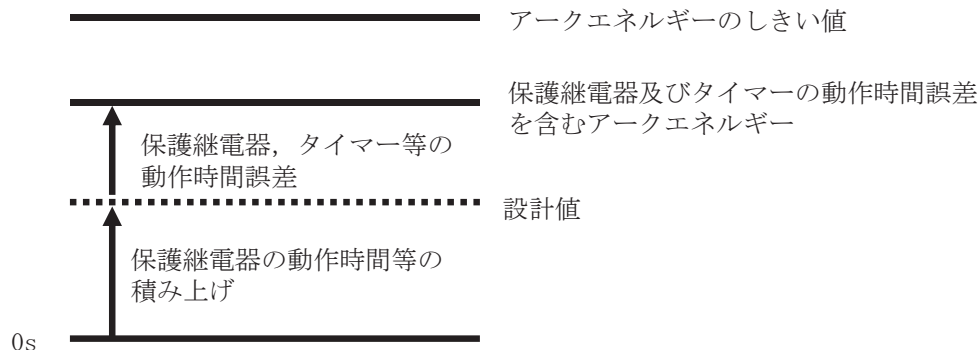 アークエネルギーのしきい値
保護継電器及びタイマーの動作時間誤差
を含むアークエネルギー
保護継電器，タイマー等の
動作時間誤差
設計値
保護継電器の動作時間等の
積み上げ
0s